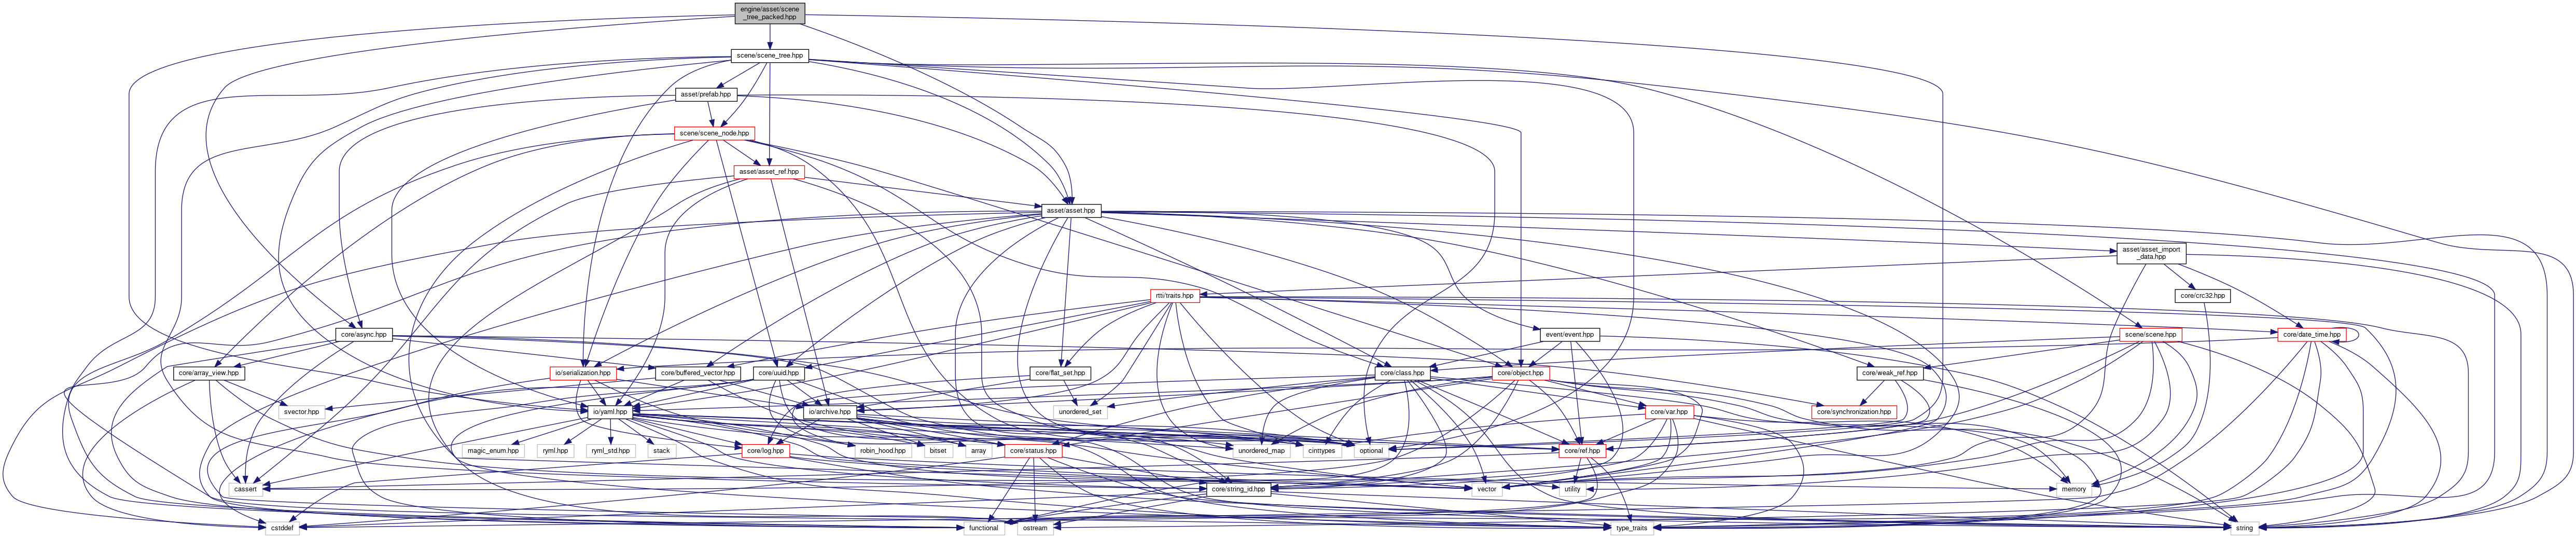 engine/asset/scene
_tree_packed.hpp
scene/scene_tree.hpp
asset/prefab.hpp
scene/scene_node.hpp
asset/asset_ref.hpp
asset/asset.hpp
asset/asset_import
_data.hpp
rtti/traits.hpp
core/crc32.hpp
core/async.hpp
event/event.hpp
scene/scene.hpp
core/date_time.hpp
core/array_view.hpp
io/serialization.hpp
core/buffered_vector.hpp
core/uuid.hpp
core/flat_set.hpp
core/class.hpp
core/object.hpp
core/weak_ref.hpp
svector.hpp
io/yaml.hpp
io/archive.hpp
unordered_set
core/var.hpp
core/synchronization.hpp
magic_enum.hpp
ryml.hpp
ryml_std.hpp
stack
core/log.hpp
robin_hood.hpp
bitset
array
core/status.hpp
unordered_map
cinttypes
optional
core/ref.hpp
cassert
core/string_id.hpp
vector
utility
memory
cstddef
functional
ostream
type_traits
string